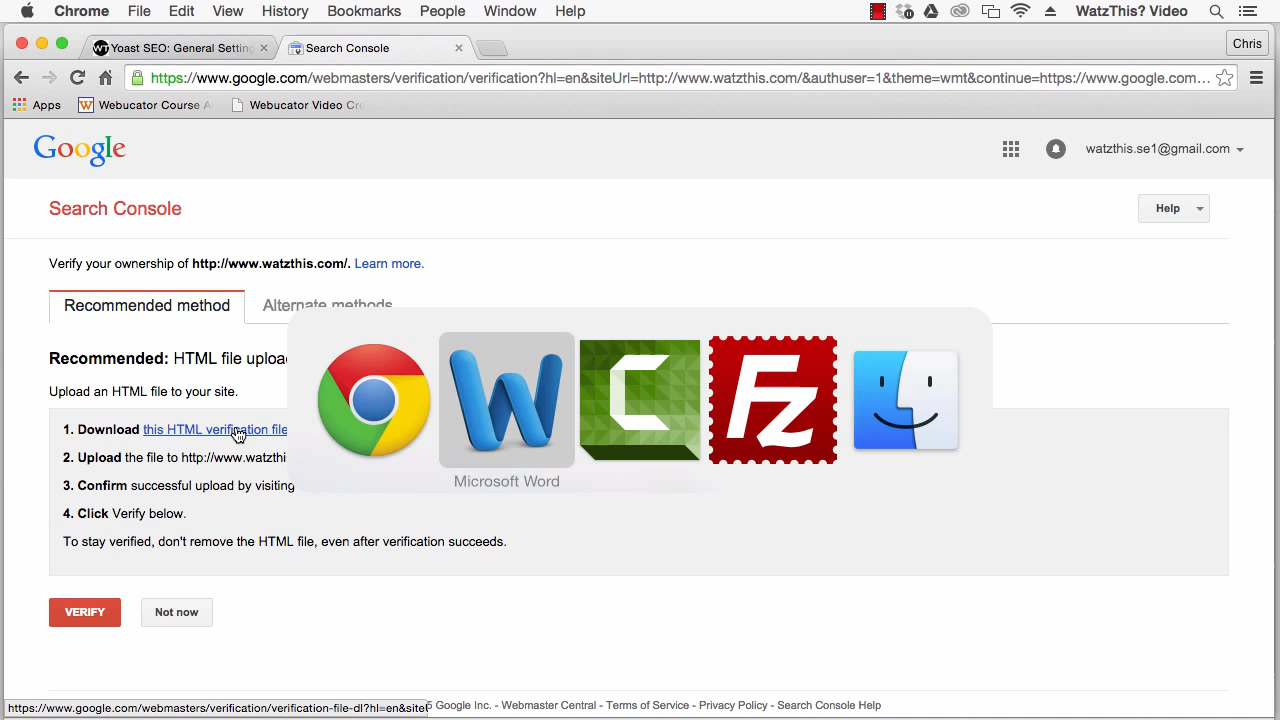 Chrome File Edit View History Bookmarks People Window Help WatzThis? Video
WT Yoast SEO: General Setting Search Console Chris
https://www.google.com/webmasters/verification/verification?hl=en&siteUrl=http://www.watzthis.com/&authuser=1&theme=wmt&continue=https://www.google.com...
Apps W Webucator Course A Webucator Video Cre
Google watzthis.se1@gmail.com
Search Console Help
Verify your ownership of http://www.watzthis.com/. Learn more.
Recommended method Alternate methods
Recommended: HTML file uploa
Upload an HTML file to your site.
1. Download this HTML verification file
2. Upload the file to http://www.watzthi
3. Confirm successful upload by visiting
4. Click Verify below.
To stay verified, don't remove the HTML file, even after verification succeeds.
W C Fz
Microsoft Word
VERIFY Not now
https://www.google.com/webmasters/verification/verification-file-dl?hl=en&siteU 5 Google Inc. - Webmaster Central - Terms of Service - Privacy Policy - Search Console Help